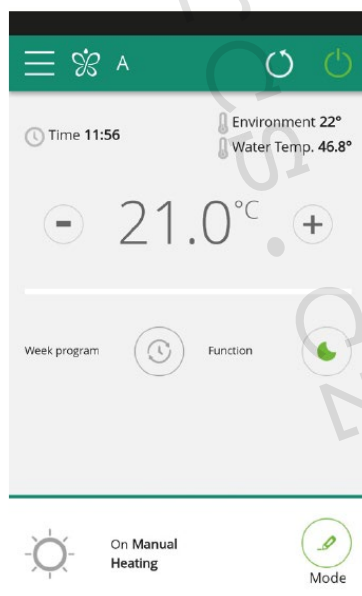 A
Time 11:56
Environment 22°
Water Temp. 46.8°
- 21.0°C +
Week program
Function
On Manual
Heating
Mode